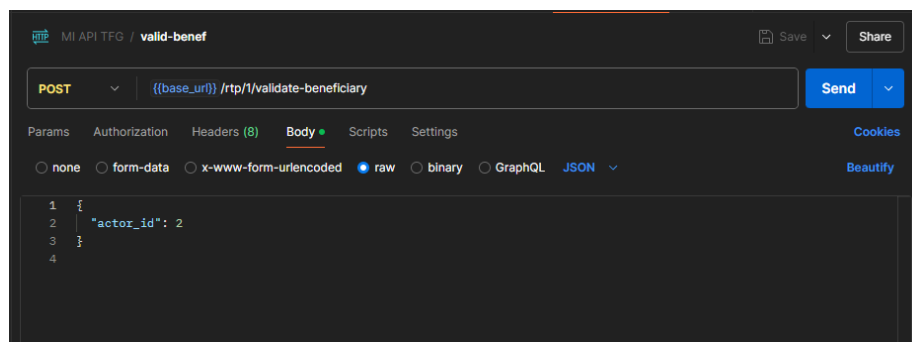 HTTP MI API TFG / valid-benef Save Share
POST {{base_url}} /rtp/1/validate-beneficiary Send
Params Authorization Headers (8) Body Scripts Settings Cookies
none form-data x-www-form-urlencoded raw binary GraphQL JSON Beautify
1 {
2 "actor_id": 2
3 }
4